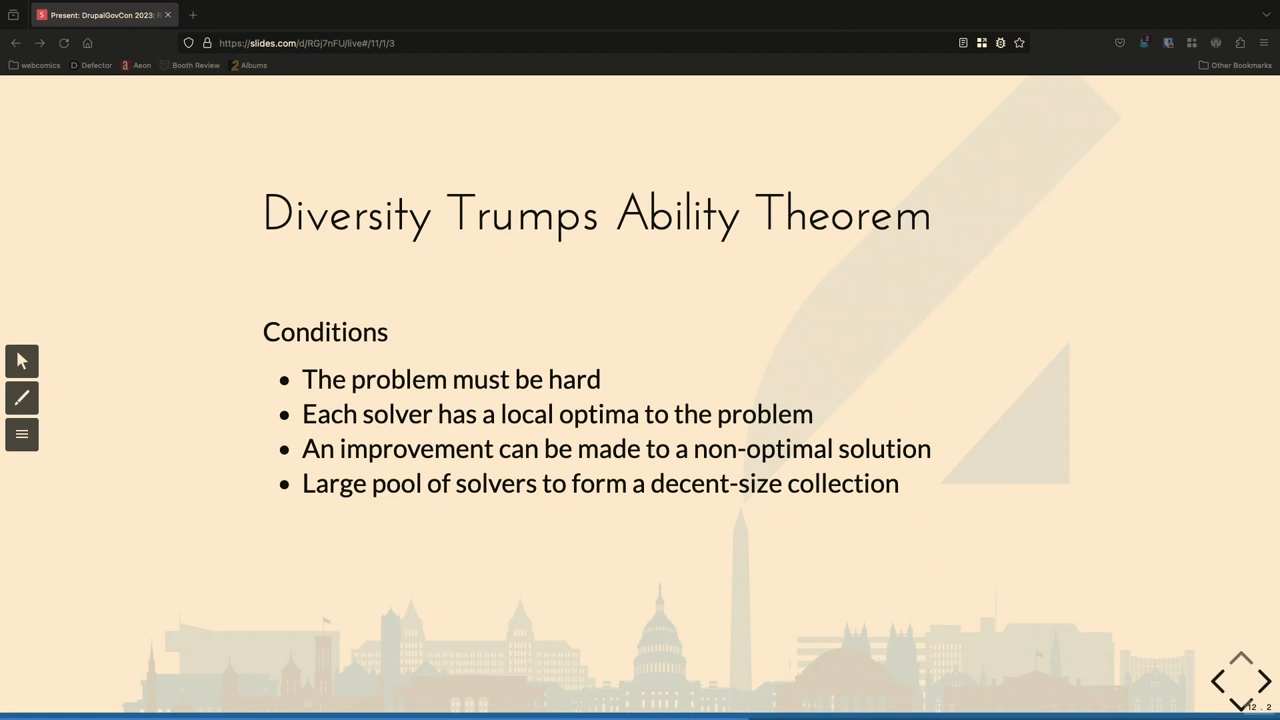 Present: DrupalGovCon 2023:
https://slides.com/d/RGj7nFU/live#/11/1/3
webcomics
Defector
Aeon
Booth Review
Albums
Other Bookmarks
Diversity Trumps Ability Theorem
Conditions
• The problem must be hard
• Each solver has a local optima to the problem
• An improvement can be made to a non-optimal solution
• Large pool of solvers to form a decent-size collection
12 . 2